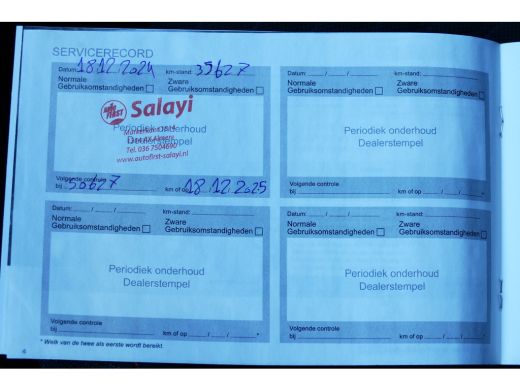 SERVICERECORD
Datum: 18.12.2024 km-stand: 35627
Normale Gebruiksomstandigheden
Zware Gebruiksomstandigheden
Periodiek onderhoud
Dealerstempel
AUTO FIRST Salayi
Tel. 036 7504690
www.autofirst-salayi.nl
Volgende controle
bij km of op 18.12.2025
Datum: / / km-stand:
Normale Gebruiksomstandigheden
Zware Gebruiksomstandigheden
Periodiek onderhoud
Dealerstempel
Volgende controle
bij km of op / / *
Datum: / / km-stand:
Normale Gebruiksomstandigheden
Zware Gebruiksomstandigheden
Periodiek onderhoud
Dealerstempel
Volgende controle
bij km of op / / *
Datum: / / km-stand:
Normale Gebruiksomstandigheden
Zware Gebruiksomstandigheden
Periodiek onderhoud
Dealerstempel
Volgende controle
bij km of op / / *
* Welk van de twee als eerste wordt bereikt.